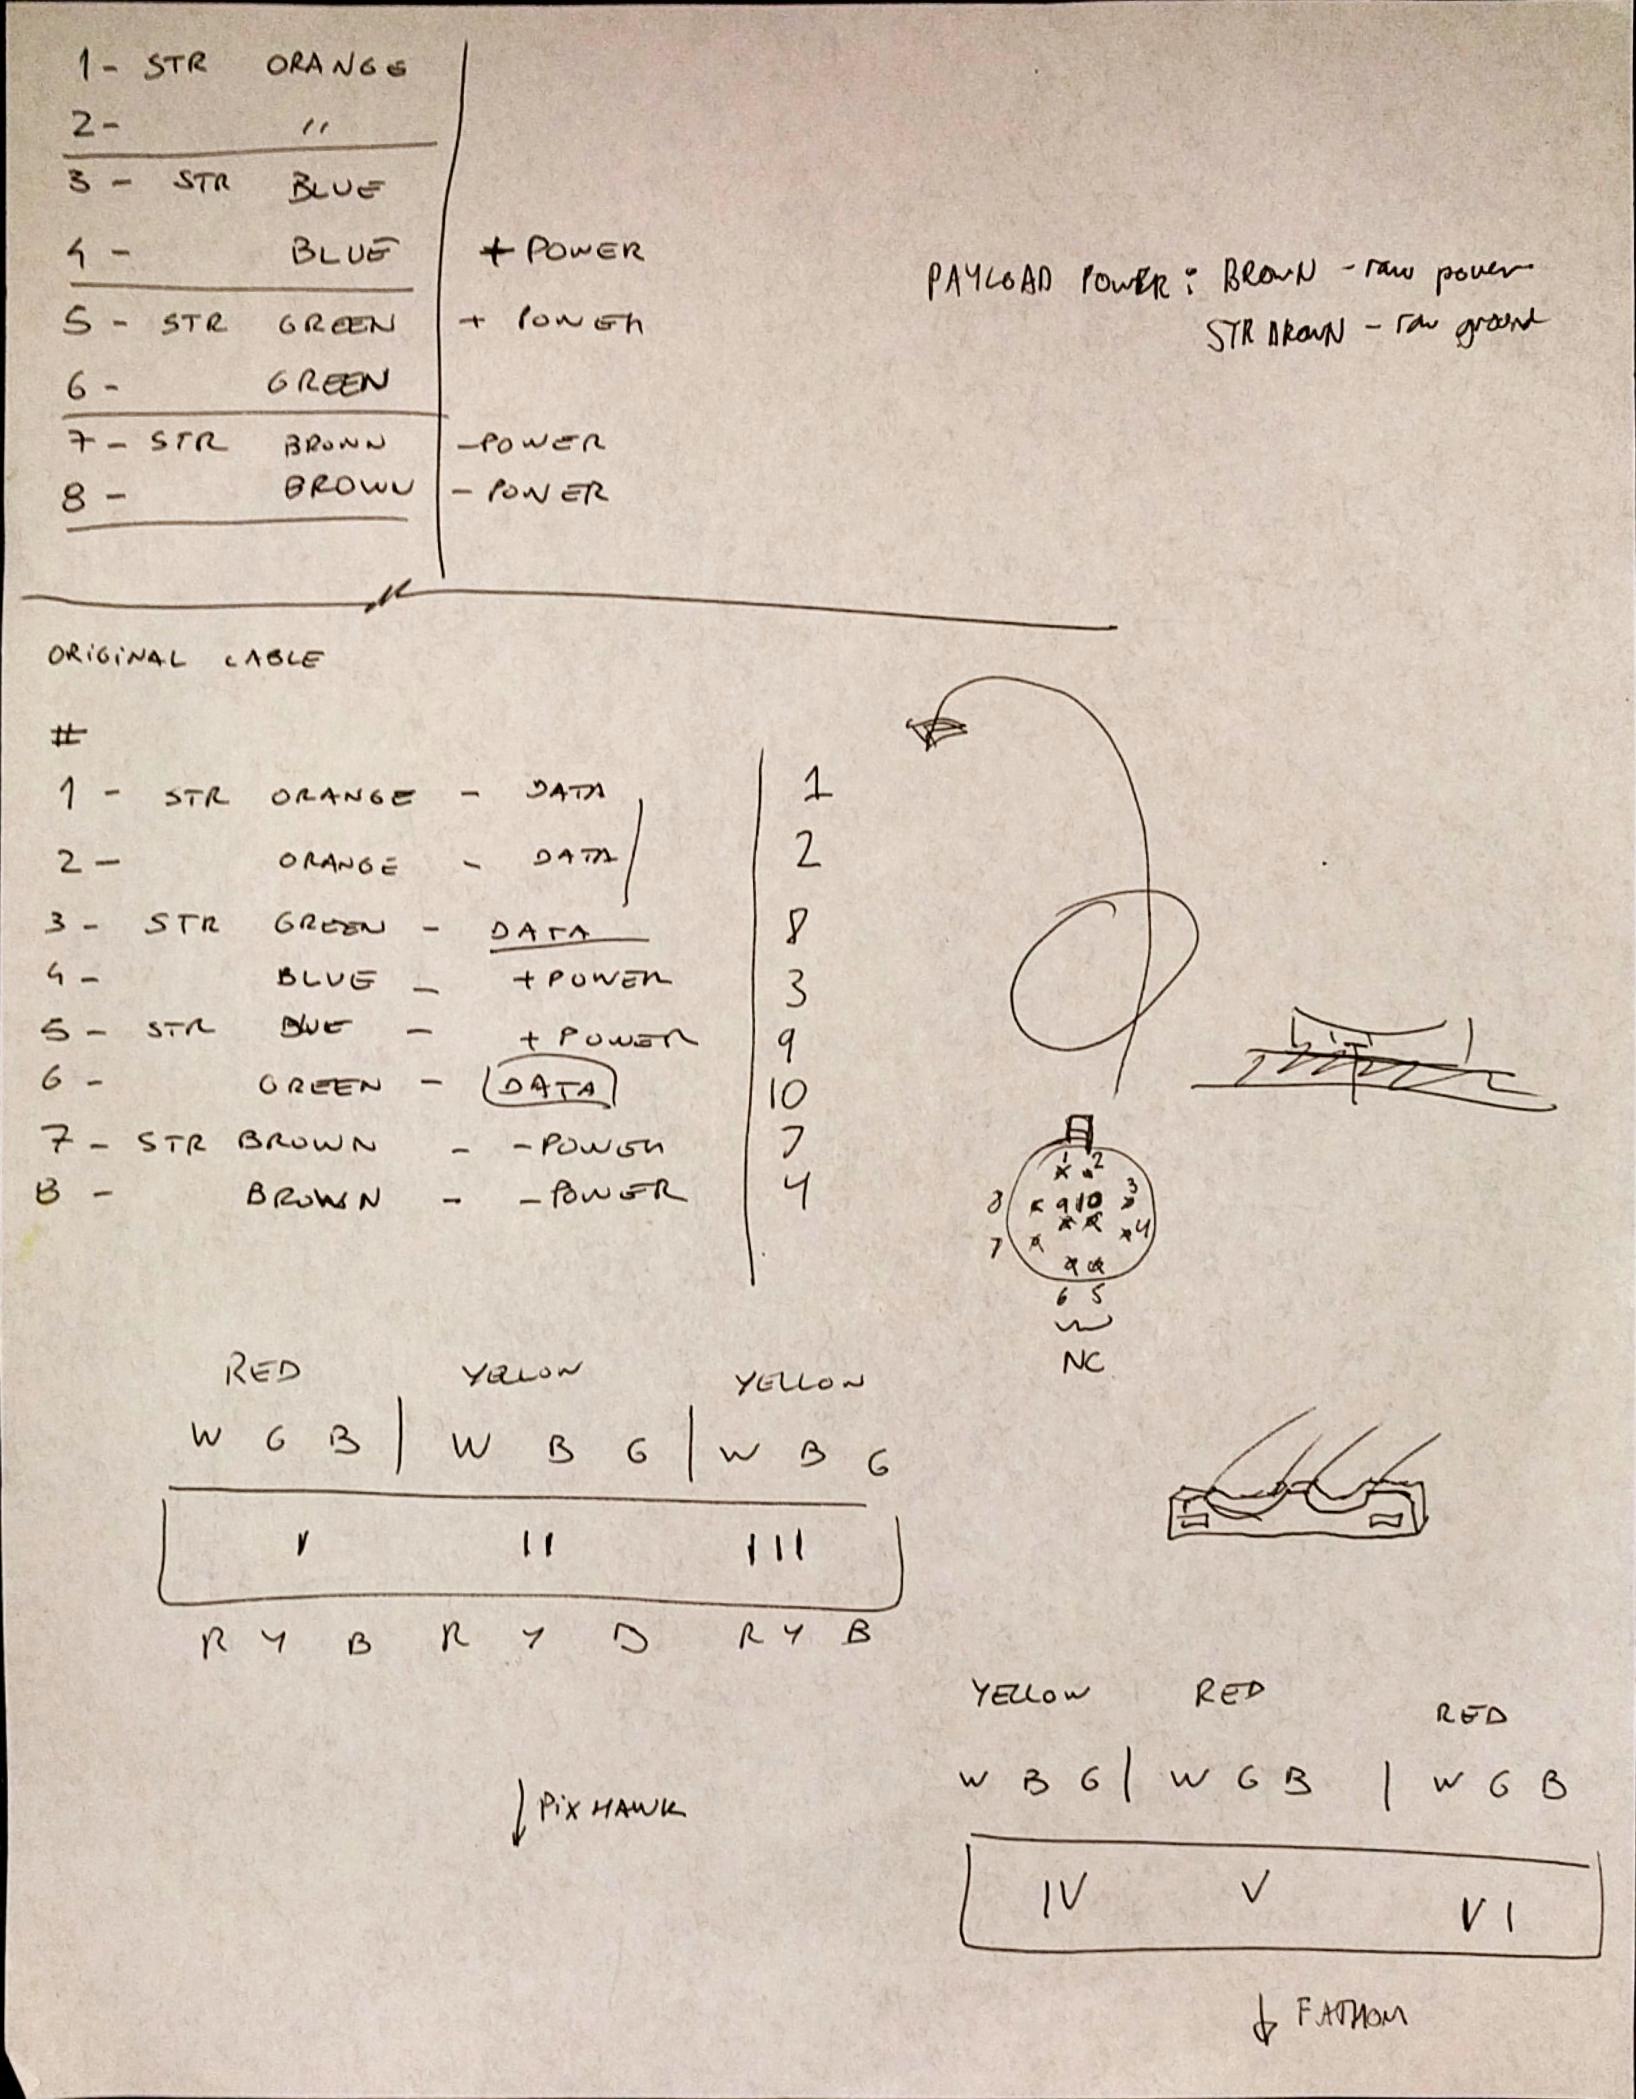 1 - STR ORANGE
2 - "
3 - STR BLUE
4 - BLUE + POWER
5 - STR GREEN + POWER
6 - GREEN
7 - STR BROWN - POWER
8 - BROWN - POWER
PAYLOAD POWER : BROWN - raw power
STR BROWN - raw ground
ORIGINAL CABLE
#
1 - STR ORANGE - DATA 1
2 - ORANGE - DATA 2
3 - STR GREEN - DATA 8
4 - BLUE - + POWER 3
5 - STR BLUE - + POWER 9
6 - GREEN - DATA 10
7 - STR BROWN - - POWER 7
8 - BROWN - - POWER 4
1 2
8 9 10 3
7 4
6 5
NC
RED YELLOW YELLOW
W G B | W B G | W B G
I II III
R Y B R Y B R Y B
↓ PIXHAWK
YELLOW RED RED
W B G | W G B | W G B
IV V VI
↓ FATHOM